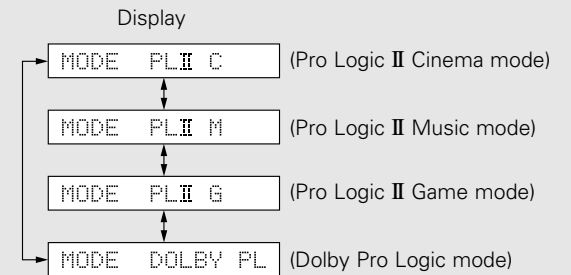 Display
MODE PLⅡ C (Pro Logic Ⅱ Cinema mode)
MODE PLⅡ M (Pro Logic Ⅱ Music mode)
MODE PLⅡ G (Pro Logic Ⅱ Game mode)
MODE DOLBY PL (Dolby Pro Logic mode)